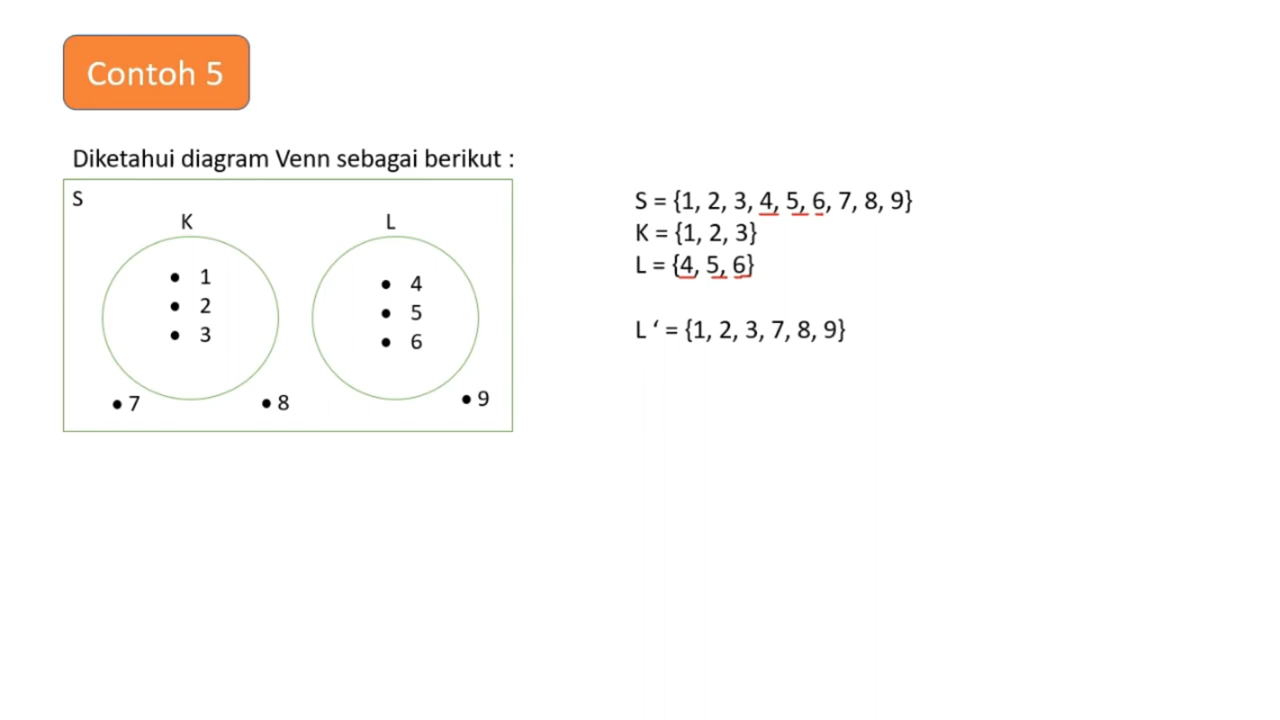 Contoh 5
Diketahui diagram Venn sebagai berikut :
S
K
L
• 1
• 2
• 3
• 4
• 5
• 6
• 7
• 8
• 9
S = {1, 2, 3, 4, 5, 6, 7, 8, 9}
K = {1, 2, 3}
L = {4, 5, 6}
L ‘ = {1, 2, 3, 7, 8, 9}